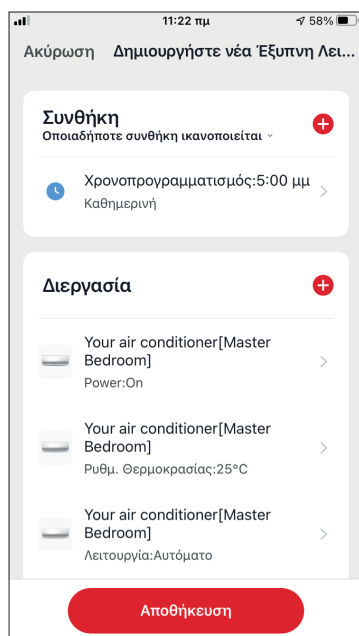 11:22 πμ
58%
Ακύρωση
Δημιουργήστε νέα Έξυπνη Λει...
Συνθήκη
Οποιαδήποτε συνθήκη ικανοποιείται
Χρονοπρογραμματισμός:5:00 μμ
Καθημερινή
Διεργασία
Your air conditioner[Master
Bedroom]
Power:On
Your air conditioner[Master
Bedroom]
Ρυθμ. Θερμοκρασίας:25°C
Your air conditioner[Master
Bedroom]
Λειτουργία:Αυτόματο
Αποθήκευση